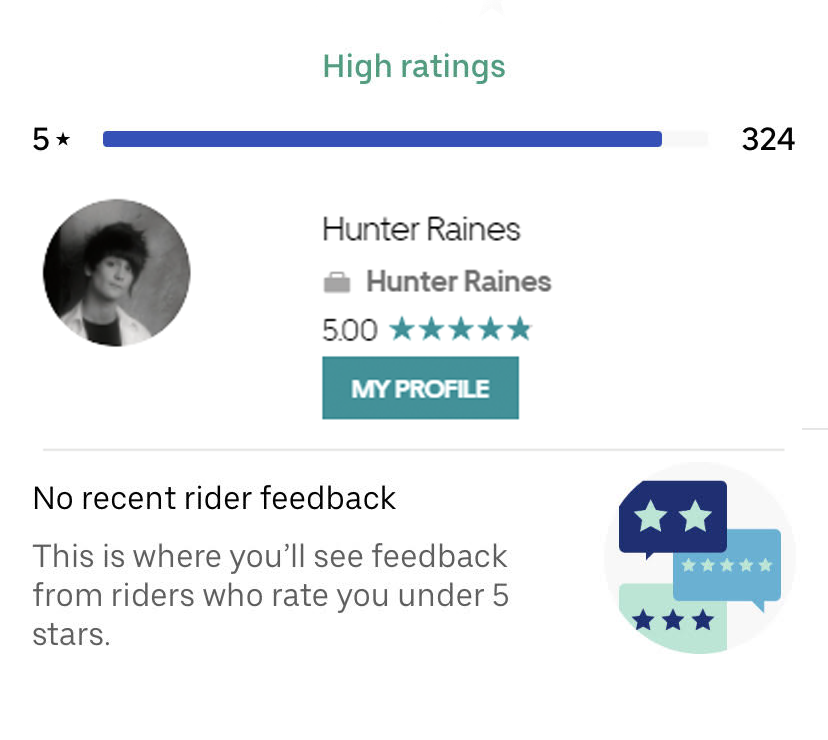 High ratings
5 ★ 324
Hunter Raines
Hunter Raines
5.00 ★★★★★
MY PROFILE
No recent rider feedback
This is where you’ll see feedback
from riders who rate you under 5
stars.